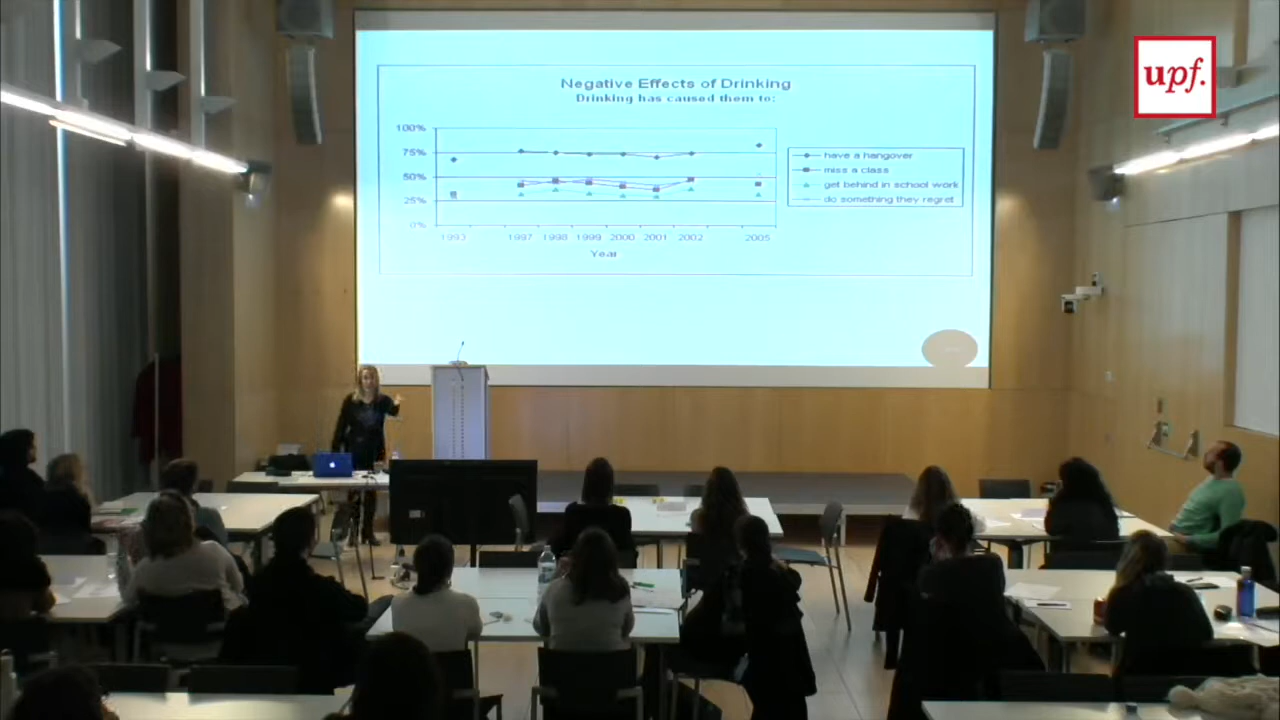 upf.
Negative Effects of Drinking
Drinking has caused them to:
100%
75%
50%
25%
0%
1993 1997 1998 1999 2000 2001 2002 2005
Year
have a hangover
miss a class
get behind in school work
do something they regret